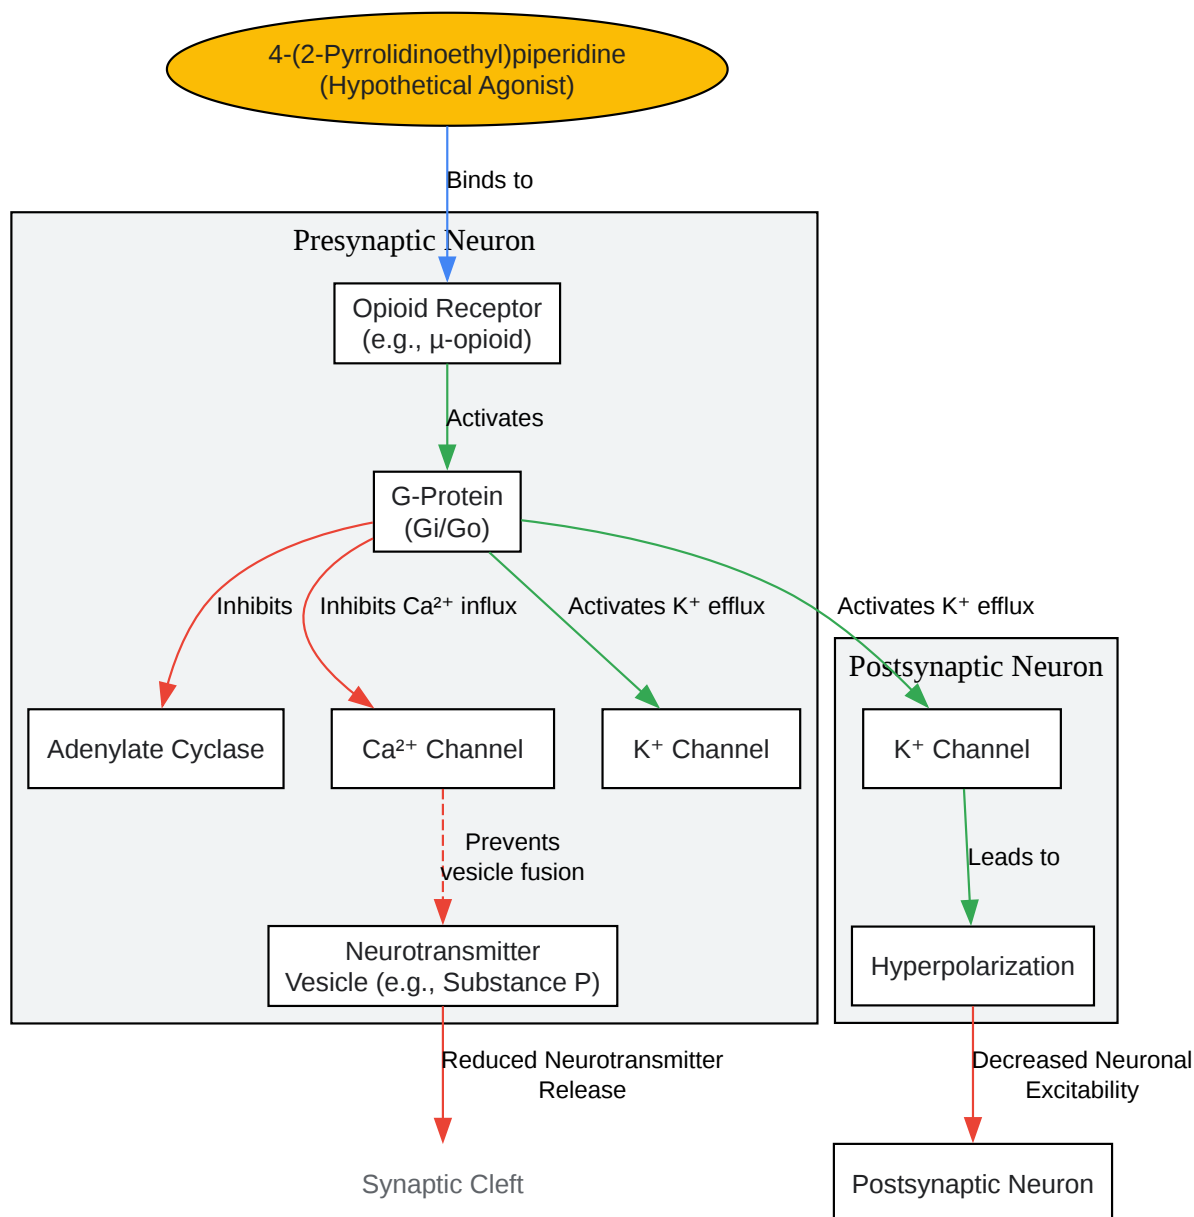 4-(2-Pyrrolidinoethyl)piperidine
(Hypothetical Agonist)
Binds to
Presynaptic Neuron
Opioid Receptor
(e.g., µ-opioid)
Activates
G-Protein
(Gi/Go)
Inhibits
Inhibits Ca²⁺ influx
Activates K⁺ efflux
Activates K⁺ efflux
Postsynaptic Neuron
Adenylate Cyclase
Ca²⁺ Channel
K⁺ Channel
K⁺ Channel
Prevents
vesicle fusion
Leads to
Neurotransmitter
Vesicle (e.g., Substance P)
Hyperpolarization
Reduced Neurotransmitter
Release
Decreased Neuronal
Excitability
Synaptic Cleft
Postsynaptic Neuron